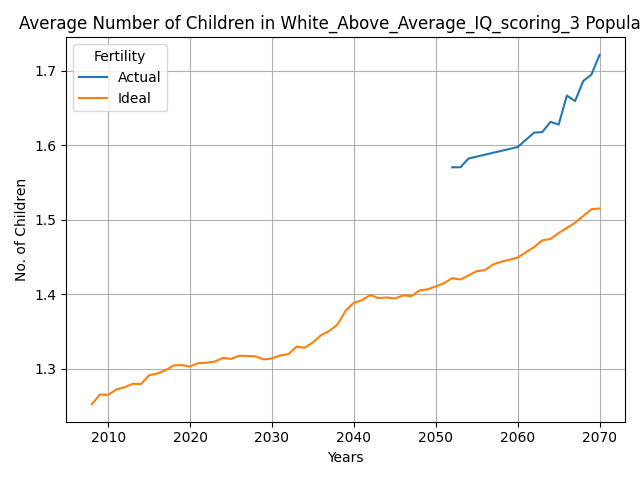 Average Number of Children in White_Above_Average_IQ_scoring_3 Popula
Fertility
Actual
Ideal
No. of Children
1.7
1.6
1.5
1.4
1.3
2010 2020 2030 2040 2050 2060 2070
Years